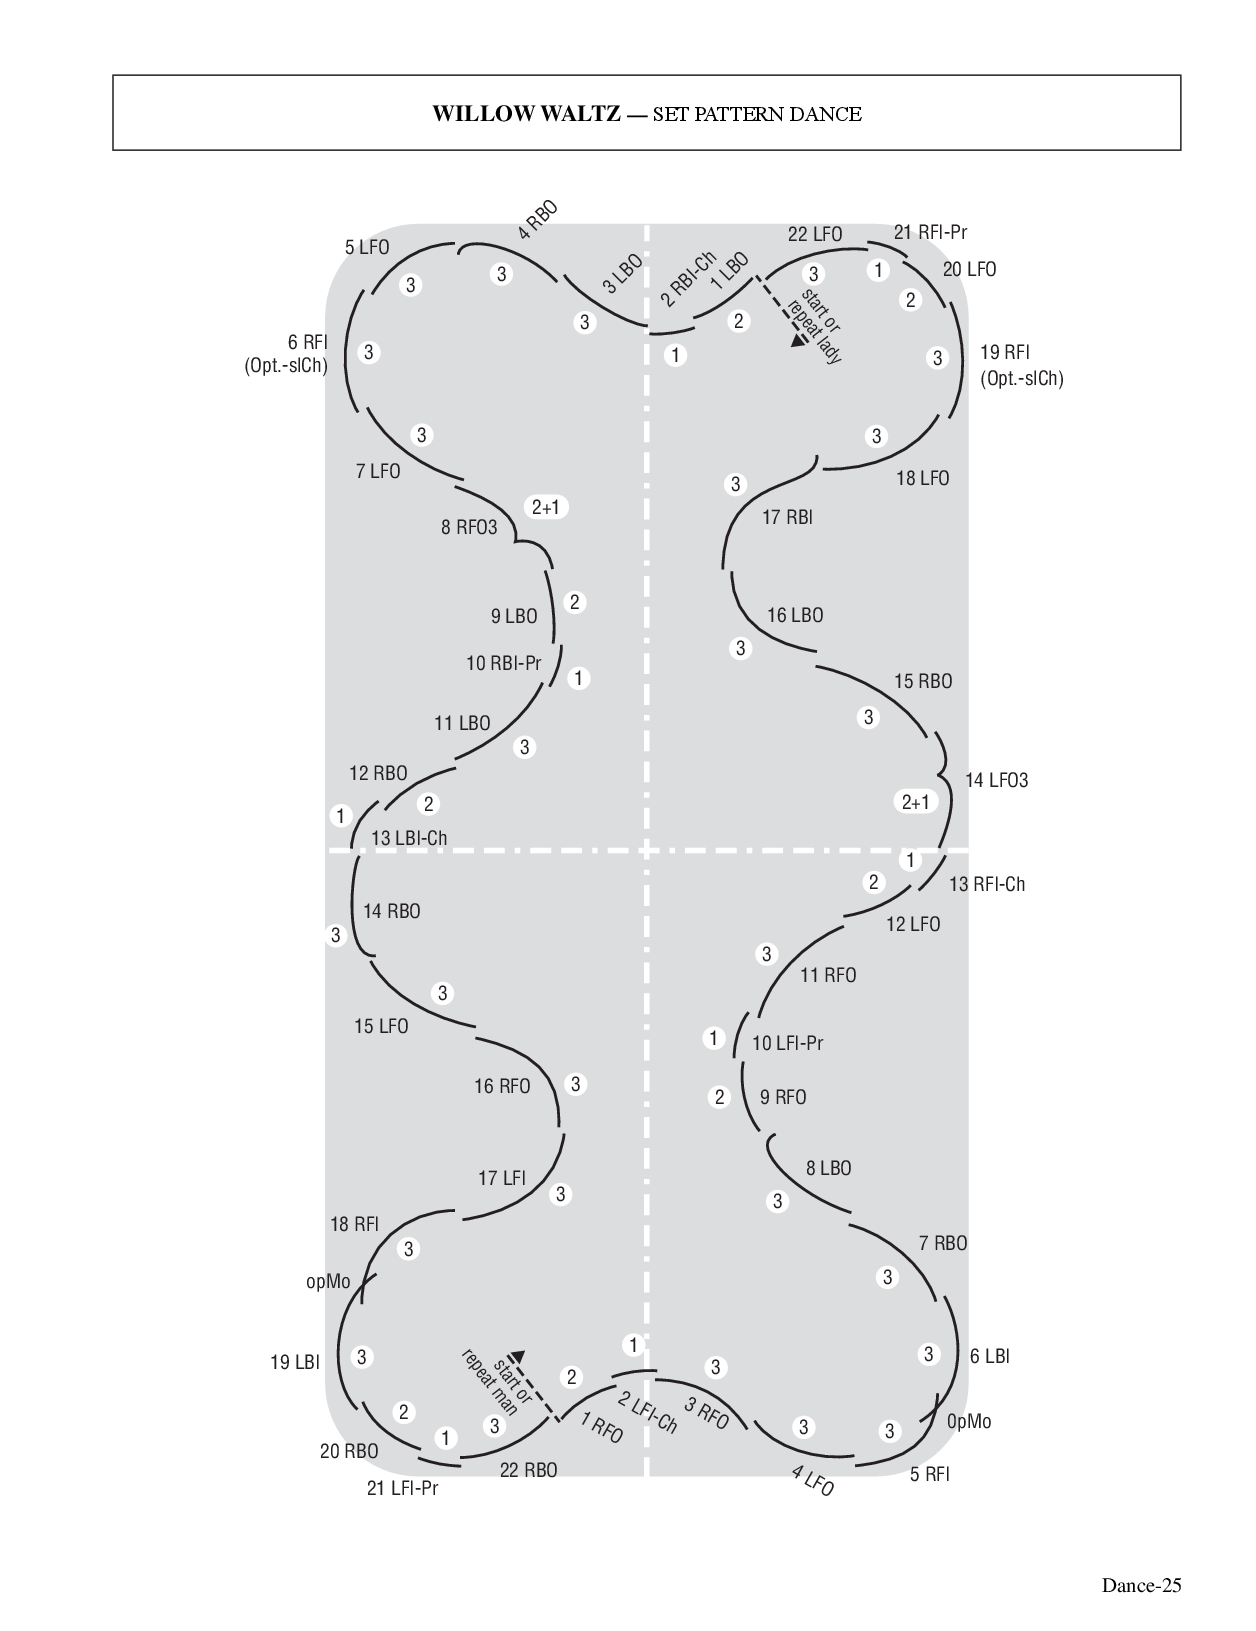 WILLOW WALTZ — SET PATTERN DANCE
4 RBO
5 LFO
3
3
3 LBO
3
2 RBI-Ch
1
1 LBO
2
start or
repeat lady
22 LFO
3
21 RFI-Pr
1
20 LFO
2
6 RFI
(Opt.-slCh)
3
19 RFI
(Opt.-slCh)
3
7 LFO
3
18 LFO
3
8 RFO3
2+1
17 RBI
3
9 LBO
2
16 LBO
3
10 RBI-Pr
1
15 RBO
3
11 LBO
3
12 RBO
2
14 LFO3
2+1
13 LBI-Ch
1
13 RFI-Ch
1
14 RBO
3
12 LFO
2
15 LFO
3
11 RFO
3
16 RFO
3
10 LFI-Pr
1
9 RFO
2
17 LFI
3
8 LBO
3
18 RFI
3
7 RBO
3
opMo
19 LBI
3
6 LBI
3
start or
repeat man
1
2
3
1 RFO
2 LFI-Ch
3 RFO
20 RBO
2
21 LFI-Pr
1
22 RBO
3
4 LFO
3
5 RFI
3
OpMo
Dance-25